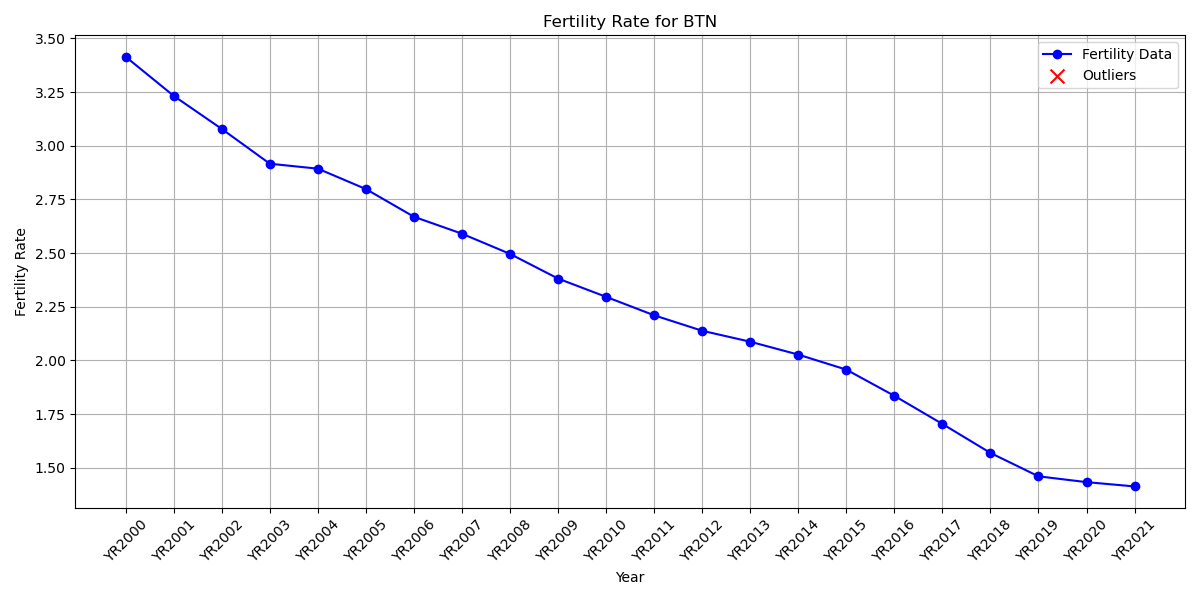 Fertility Rate for BTN
Fertility Data
Outliers
Fertility Rate
3.50
3.25
3.00
2.75
2.50
2.25
2.00
1.75
1.50
YR2000
YR2001
YR2002
YR2003
YR2004
YR2005
YR2006
YR2007
YR2008
YR2009
YR2010
YR2011
YR2012
YR2013
YR2014
YR2015
YR2016
YR2017
YR2018
YR2019
YR2020
YR2021
Year